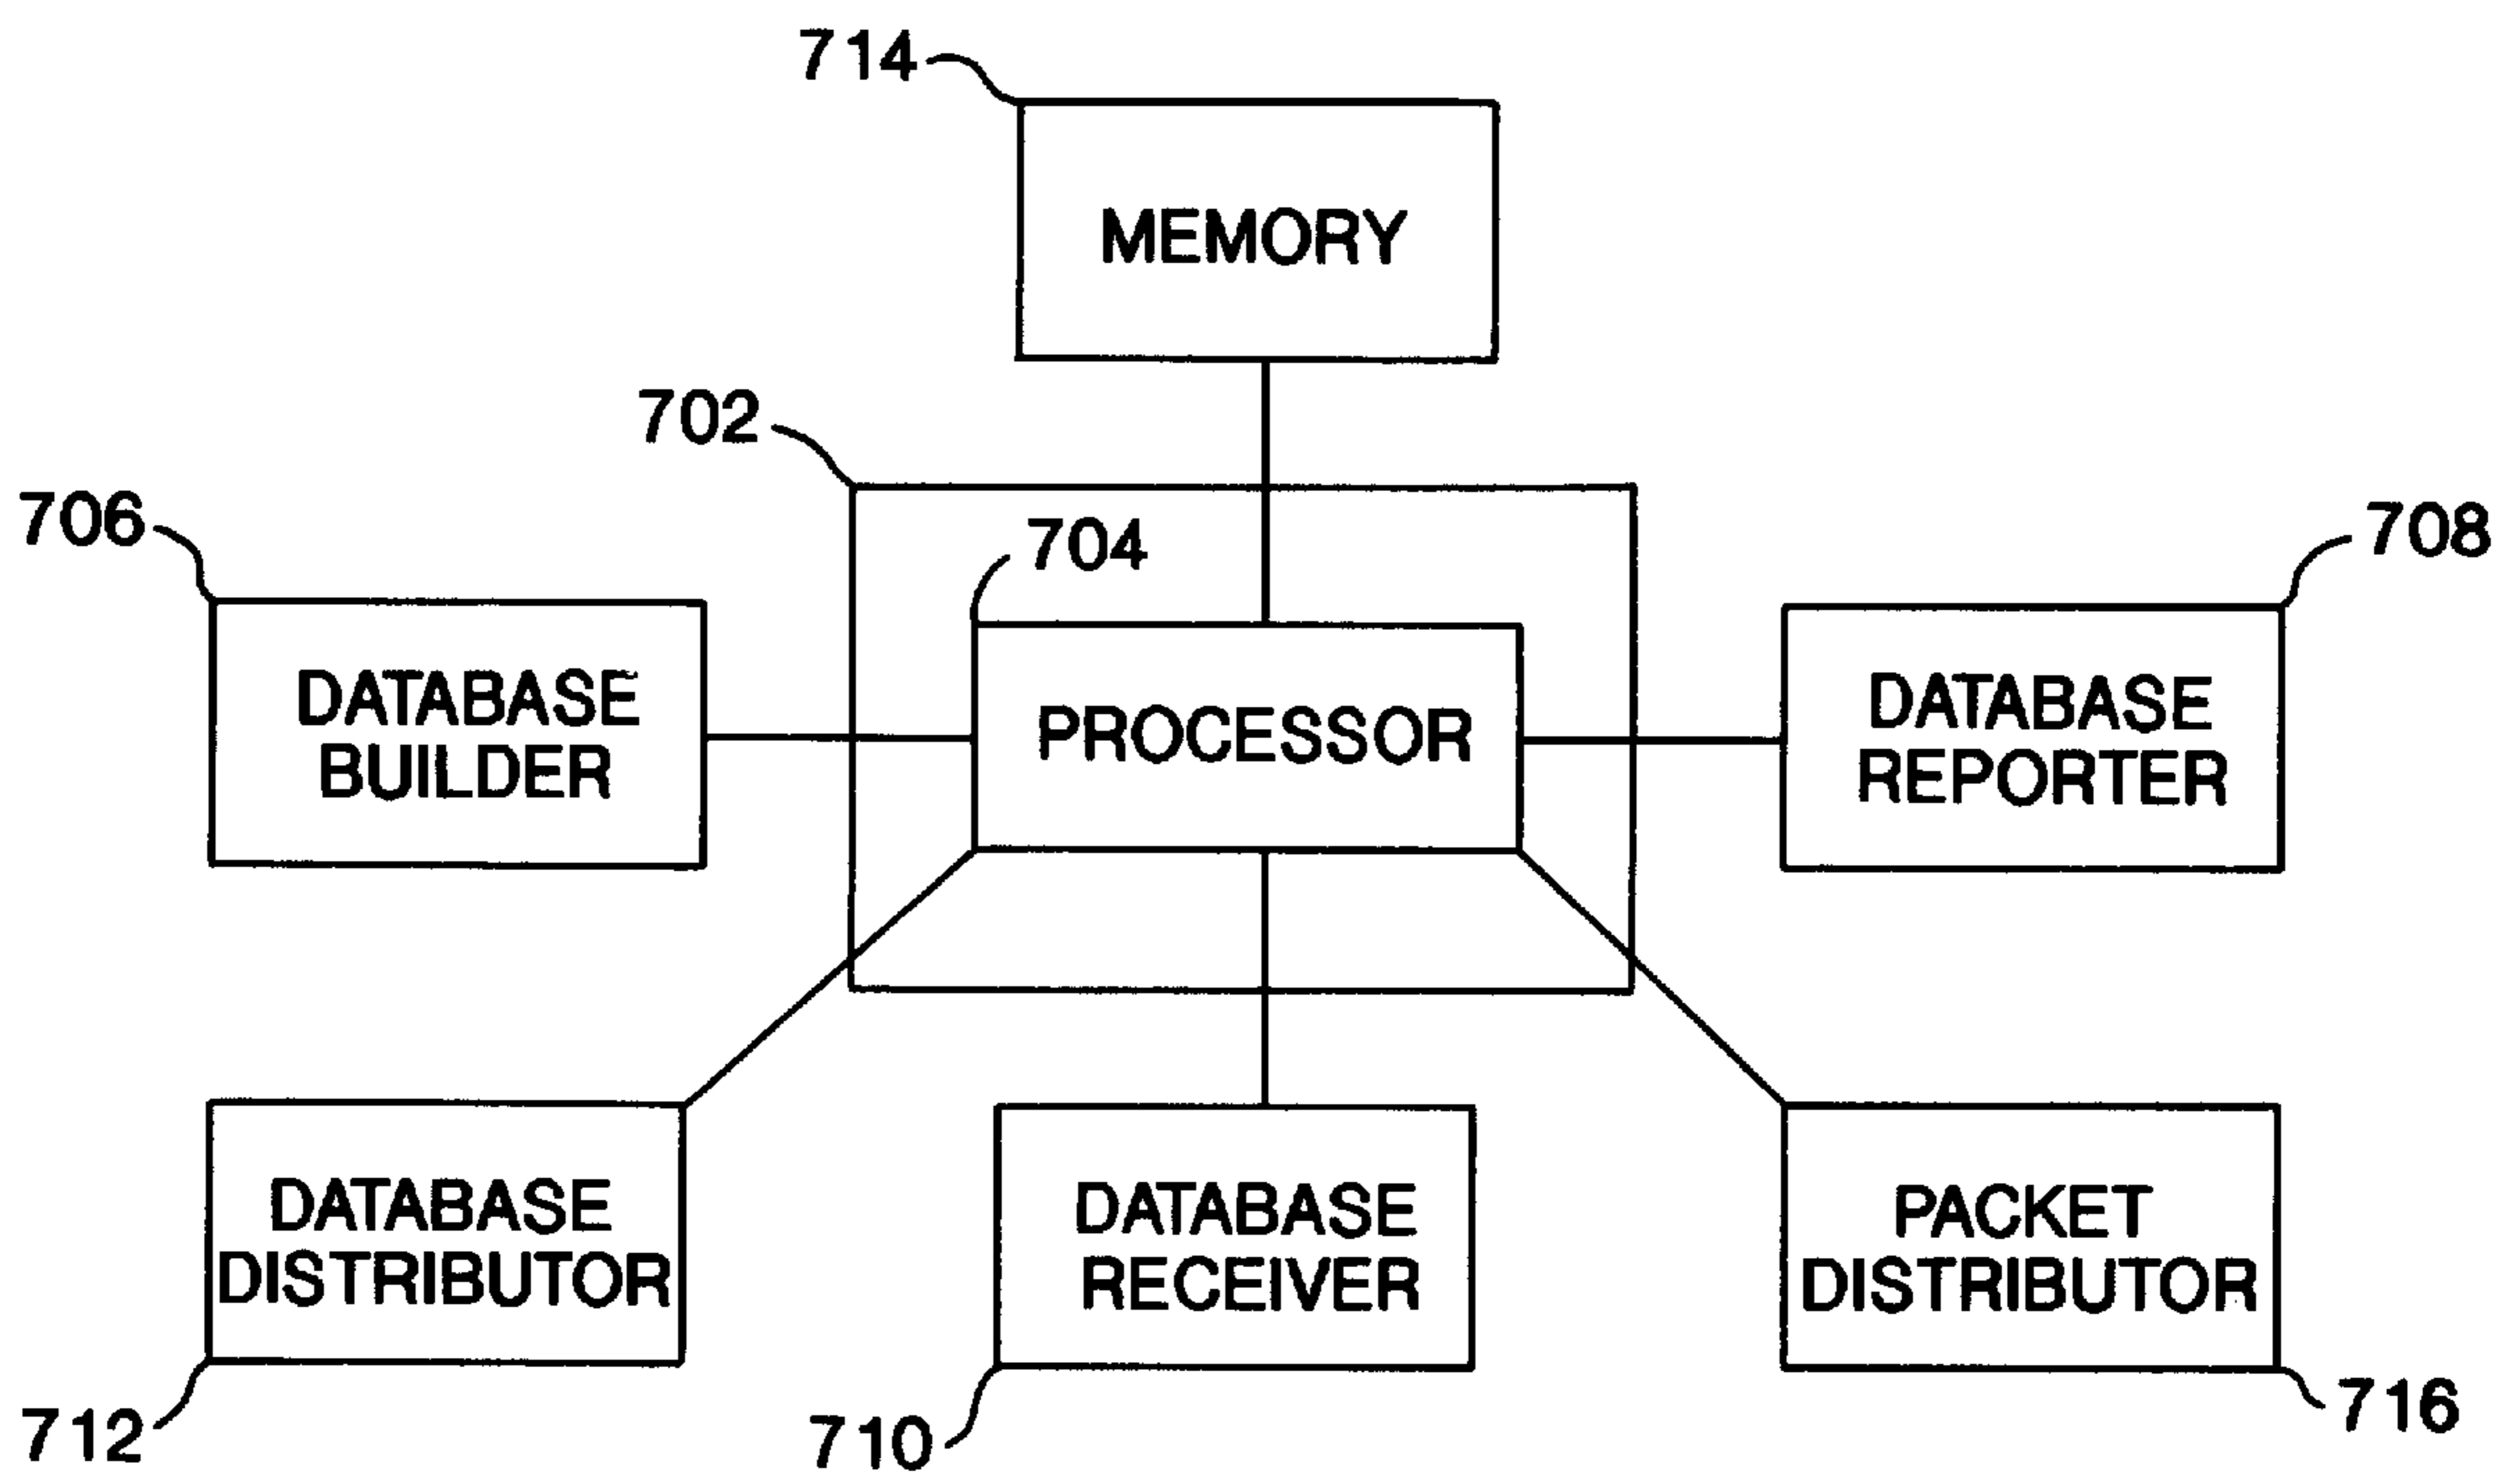 714
MEMORY
702
706
704
708
DATABASE
BUILDER
PROCESSOR
DATABASE
REPORTER
DATABASE
DISTRIBUTOR
DATABASE
RECEIVER
PACKET
DISTRIBUTOR
712
710
716